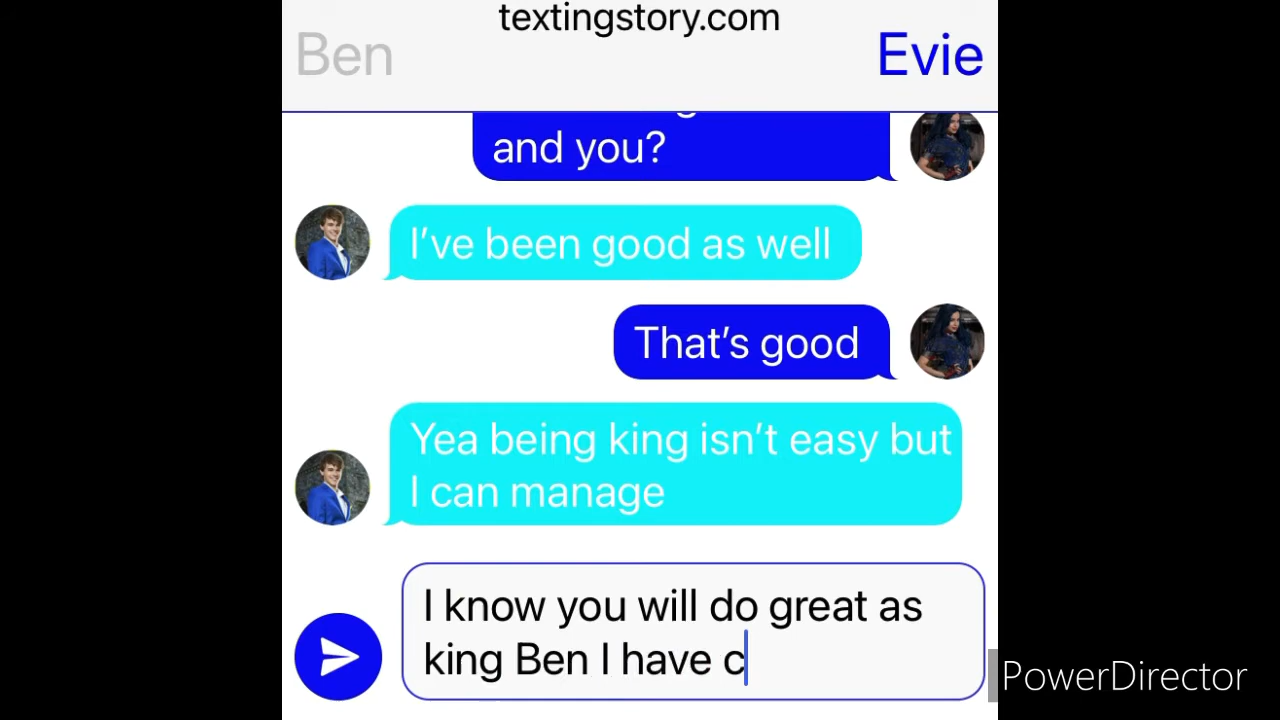 textingstory.com
Ben
Evie
and you?
I’ve been good as well
That’s good
Yea being king isn’t easy but
I can manage
I know you will do great as
king Ben I have c
PowerDirector